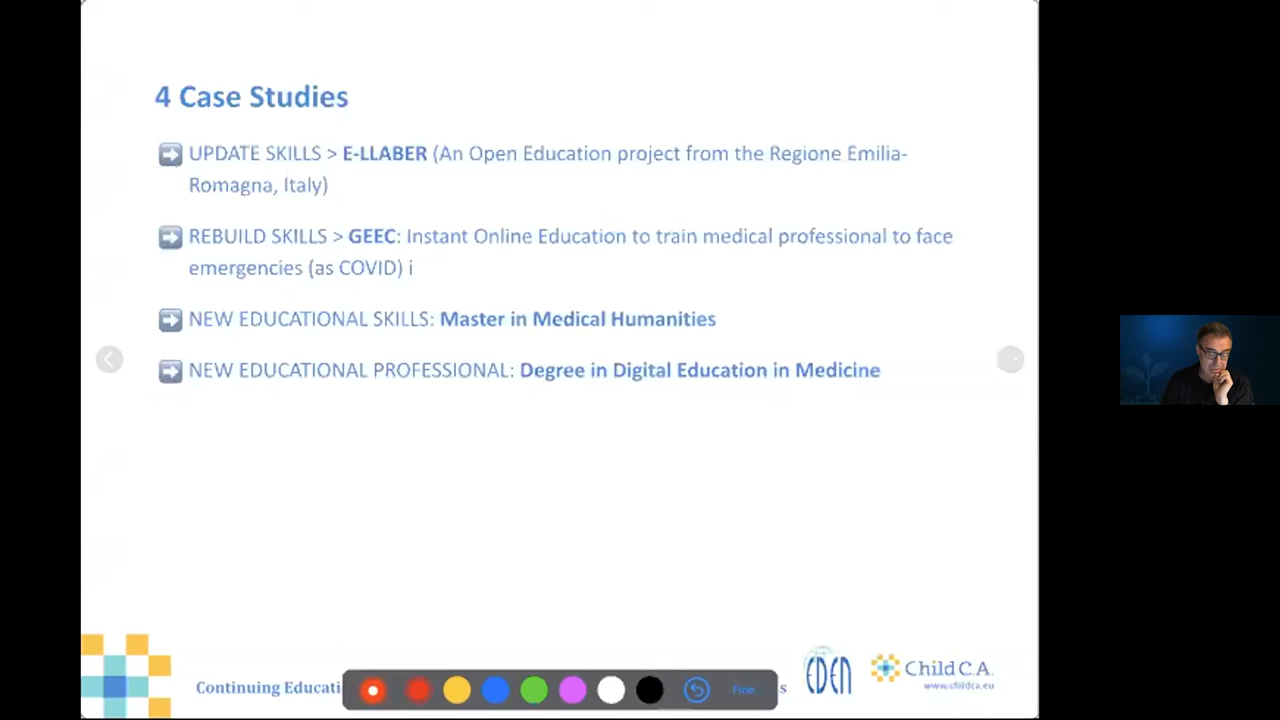 4 Case Studies
UPDATE SKILLS > E-LLABER (An Open Education project from the Regione Emilia-
Romagna, Italy)
REBUILD SKILLS > GEEC: Instant Online Education to train medical professional to face
emergencies (as COVID) i
NEW EDUCATIONAL SKILLS: Master in Medical Humanities
NEW EDUCATIONAL PROFESSIONAL: Degree in Digital Education in Medicine
Continuing Educati
Fine
s
EDEN
Child C.A.
www.childca.eu